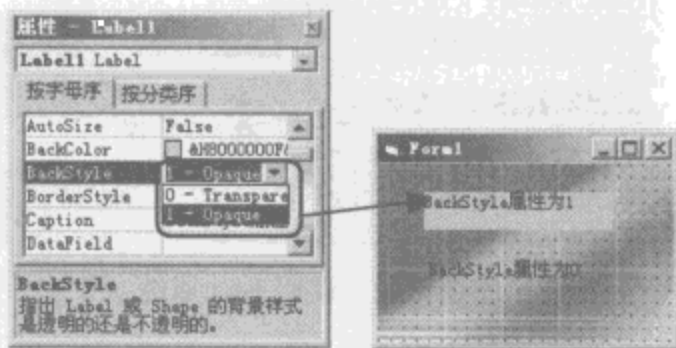 属性 - Label1
Label1 Label
按字母序 按分类序
AutoSize False
BackColor &H8000000F&
BackStyle 1 - Opaque
BorderStyle 0 - Transpare
Caption 1 - Opaque
DataField
BackStyle
指出 Label 或 Shape 的背景样式
是透明的还是不透明的。
Form1
BackStyle属性为1
BackStyle属性为0